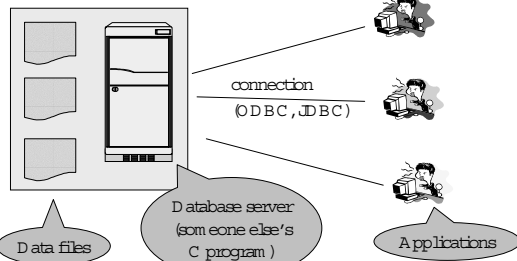 connection
(ODBC, JDBC)
Database server
(someone else's
C program)
Data files
Applications